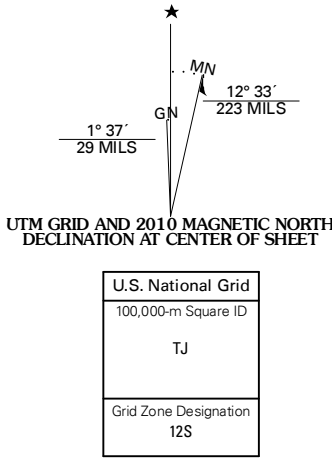 ★
MN
12° 33´
223 MILS
GN
1° 37´
29 MILS
UTM GRID AND 2010 MAGNETIC NORTH
DECLINATION AT CENTER OF SHEET
U.S. National Grid
100,000-m Square ID
TJ
Grid Zone Designation
12S